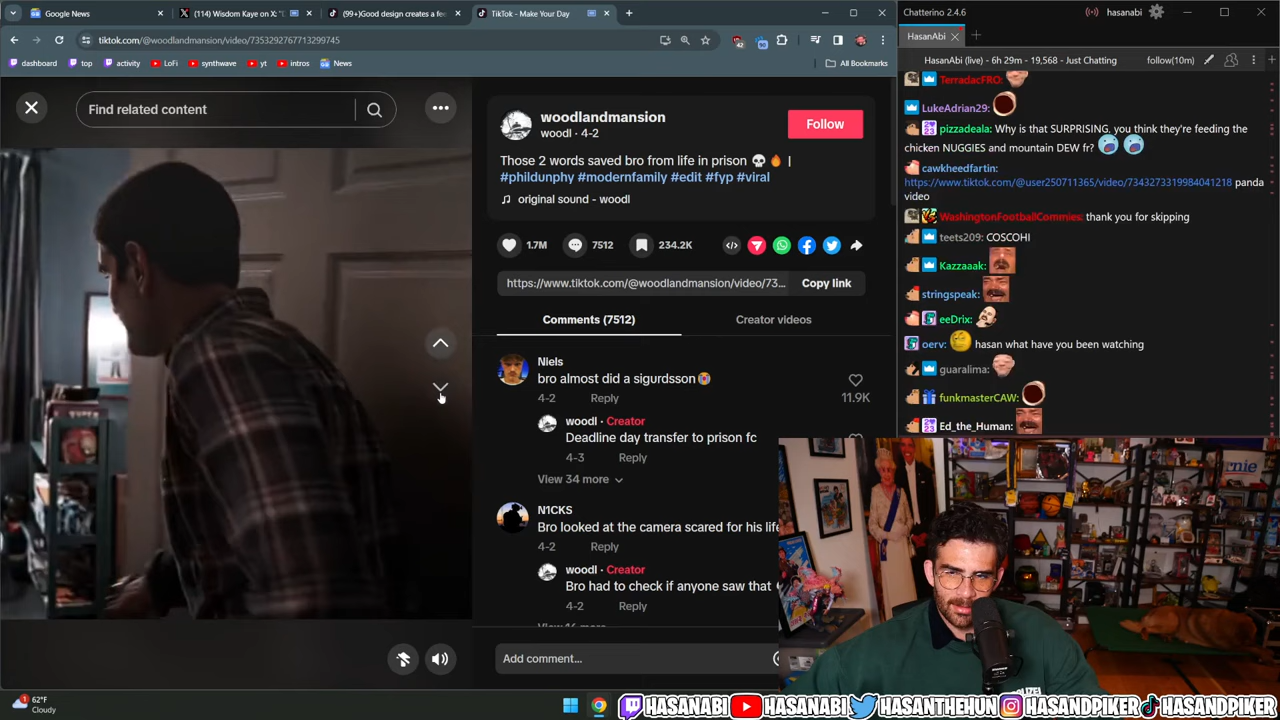 Google News
(114) Wisdom Kaye on X: "
(99+)Good design creates a fee
TikTok - Make Your Day
tiktok.com/@woodlandmansion/video/7353292767713299745
42
50
dashboard
top
activity
LoFi
synthwave
yt
intros
News
All Bookmarks
Find related content
woodlandmansion
woodl · 4-2
Follow
Those 2 words saved bro from life in prison 💀🔥 |
#phildunphy #modernfamily #edit #fyp #viral
original sound - woodl
1.7M
7512
234.2K
https://www.tiktok.com/@woodlandmansion/video/73...
Copy link
Comments (7512)
Creator videos
Niels
bro almost did a sigurdsson😭
4-2
Reply
11.9K
woodl · Creator
Deadline day transfer to prison fc
4-3
Reply
View 34 more
N1CKS
Bro looked at the camera scared for his life
4-2
Reply
woodl · Creator
Bro had to check if anyone saw that
4-2
Reply
Add comment...
Chatterino 2.4.6
hasanabi
HasanAbi
HasanAbi (live) - 6h 29m - 19,568 - Just Chatting
follow(10m)
TerradacFRO:
LukeAdrian29:
pizzadeala: Why is that SURPRISING, you think they're feeding the
chicken NUGGIES and mountain DEW fr?
cawkheedfartin:
https://www.tiktok.com/@user250711365/video/7343273319984041218 panda
video
WashingtonFootballCommies: thank you for skipping
teets209: COSCOHI
Kazzaaak:
stringspeak:
eeDrix:
oerv: hasan what have you been watching
guaralima:
funkmasterCAW:
Ed_the_Human:
ernie
POLIZEI
62°F
Cloudy
HASANABI
HASANABI
HASANTHEHUN
HASANDPIKER
HASANDPIKER